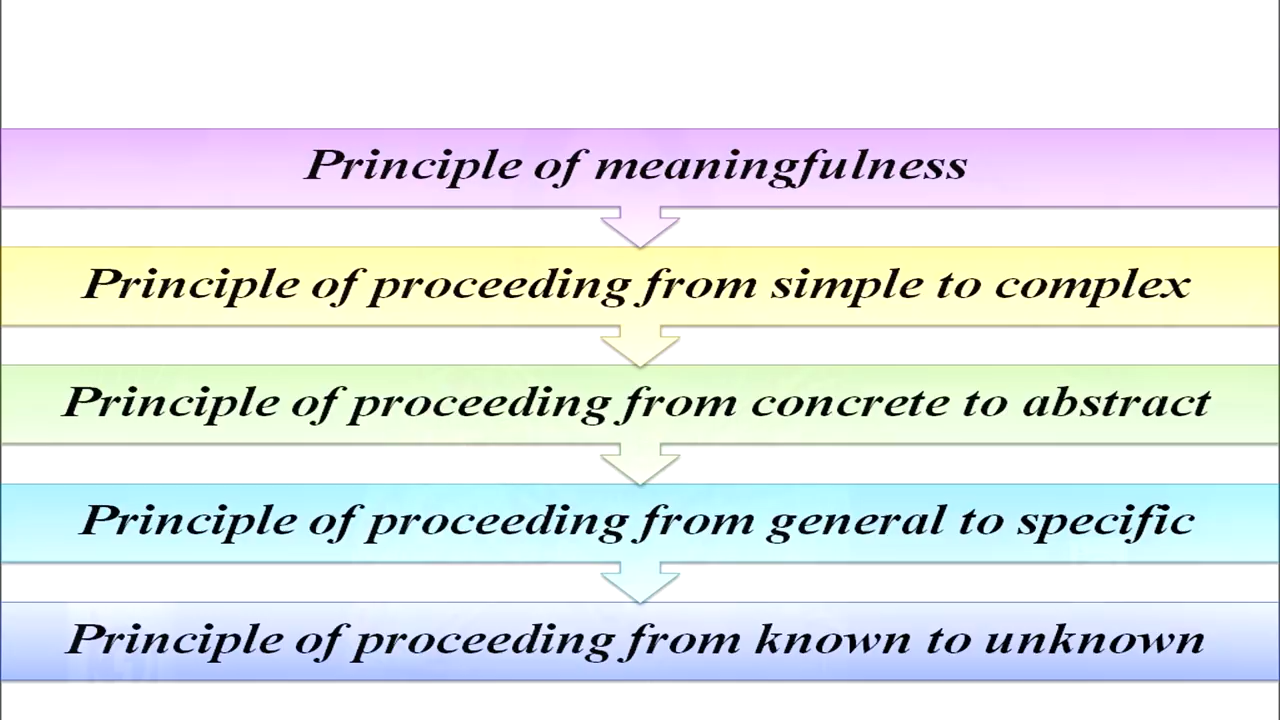 Principle of meaningfulness
Principle of proceeding from simple to complex
Principle of proceeding from concrete to abstract
Principle of proceeding from general to specific
Principle of proceeding from known to unknown